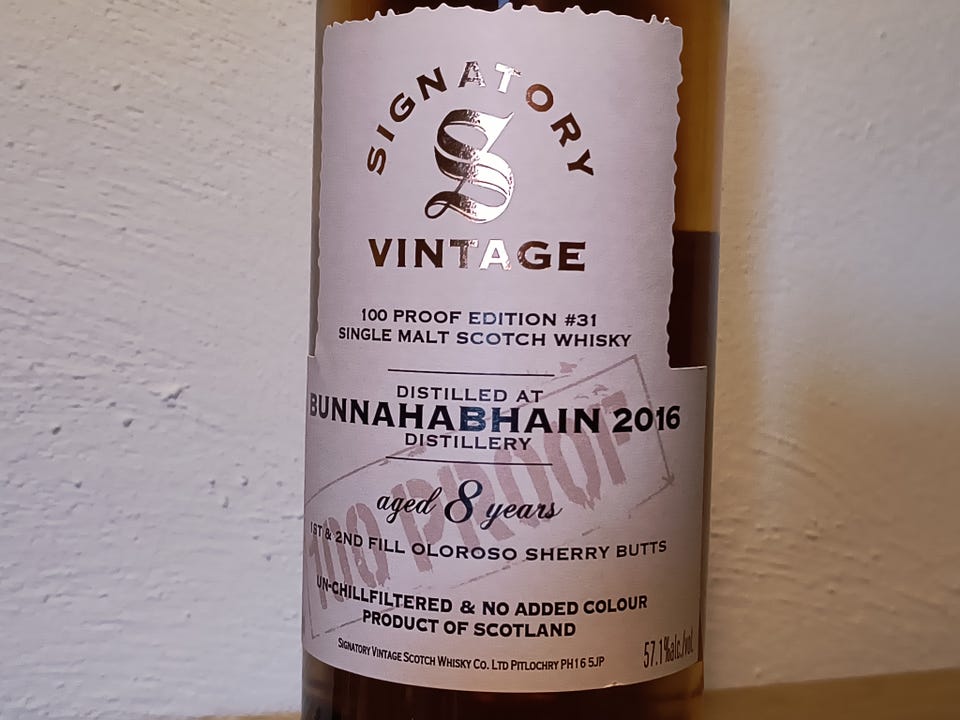 SIGNATORY
S
VINTAGE
100 PROOF EDITION #31
SINGLE MALT SCOTCH WHISKY
DISTILLED AT
BUNNAHABHAIN 2016
DISTILLERY
aged 8 years
1ST & 2ND FILL OLOROSO SHERRY BUTTS
100 PROOF
UN-CHILLFILTERED & NO ADDED COLOUR
PRODUCT OF SCOTLAND
SIGNATORY VINTAGE SCOTCH WHISKY CO. LTD PITLOCHRY PH16 5JP
57.1%alc./vol